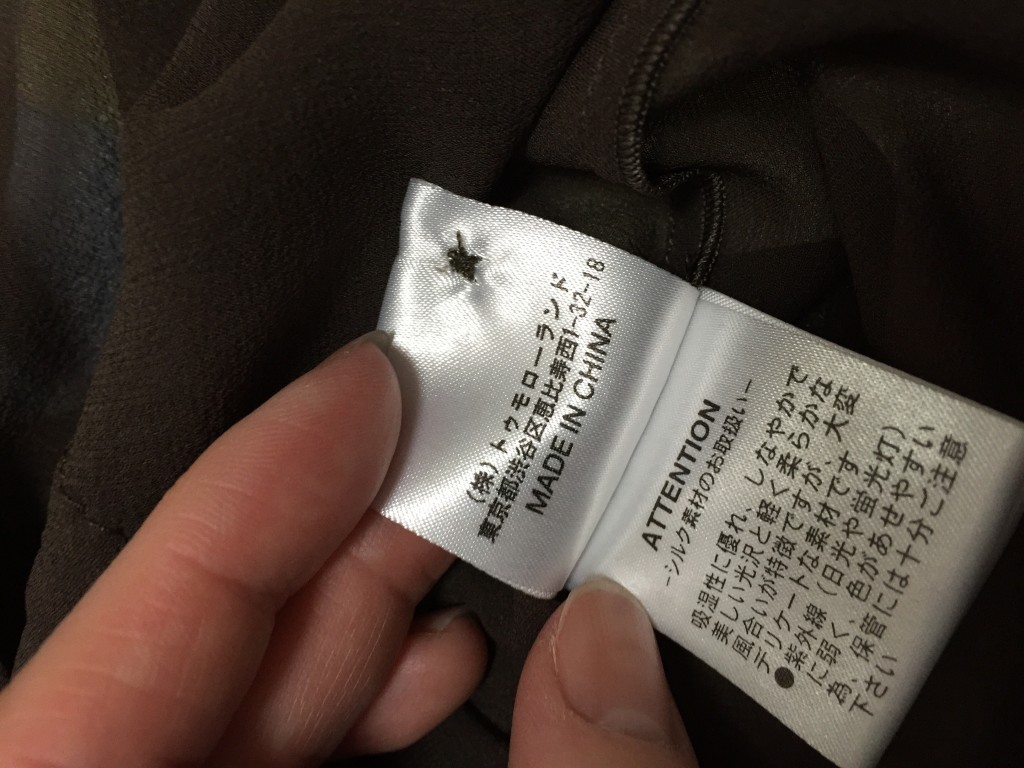 (株)トゥモローランド
東京都渋谷区恵比寿西1-32-18
MADE IN CHINA
ATTENTION
-シルク素材のお取扱い-
吸湿性に優れ、しなやかで
美しい光沢と軽く柔らかな
風合いが特徴ですが、大変
デリケートな素材です。
●紫外線(日光や蛍光灯)
に弱く、色があせやすい
為、保管には十分ご注意
下さい